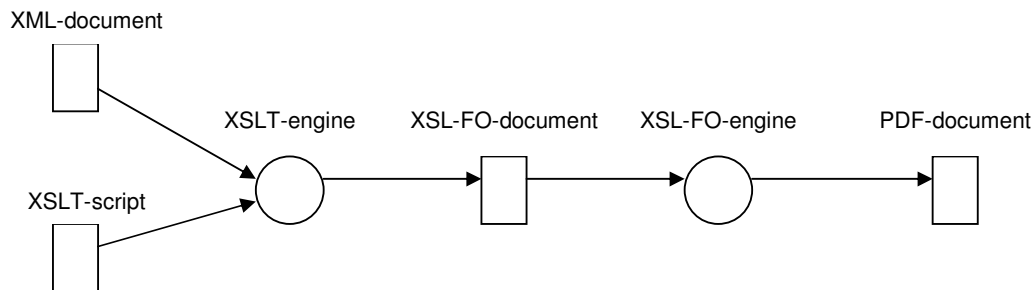 XML-document
XSLT-engine
XSL-FO-document
XSL-FO-engine
PDF-document
XSLT-script